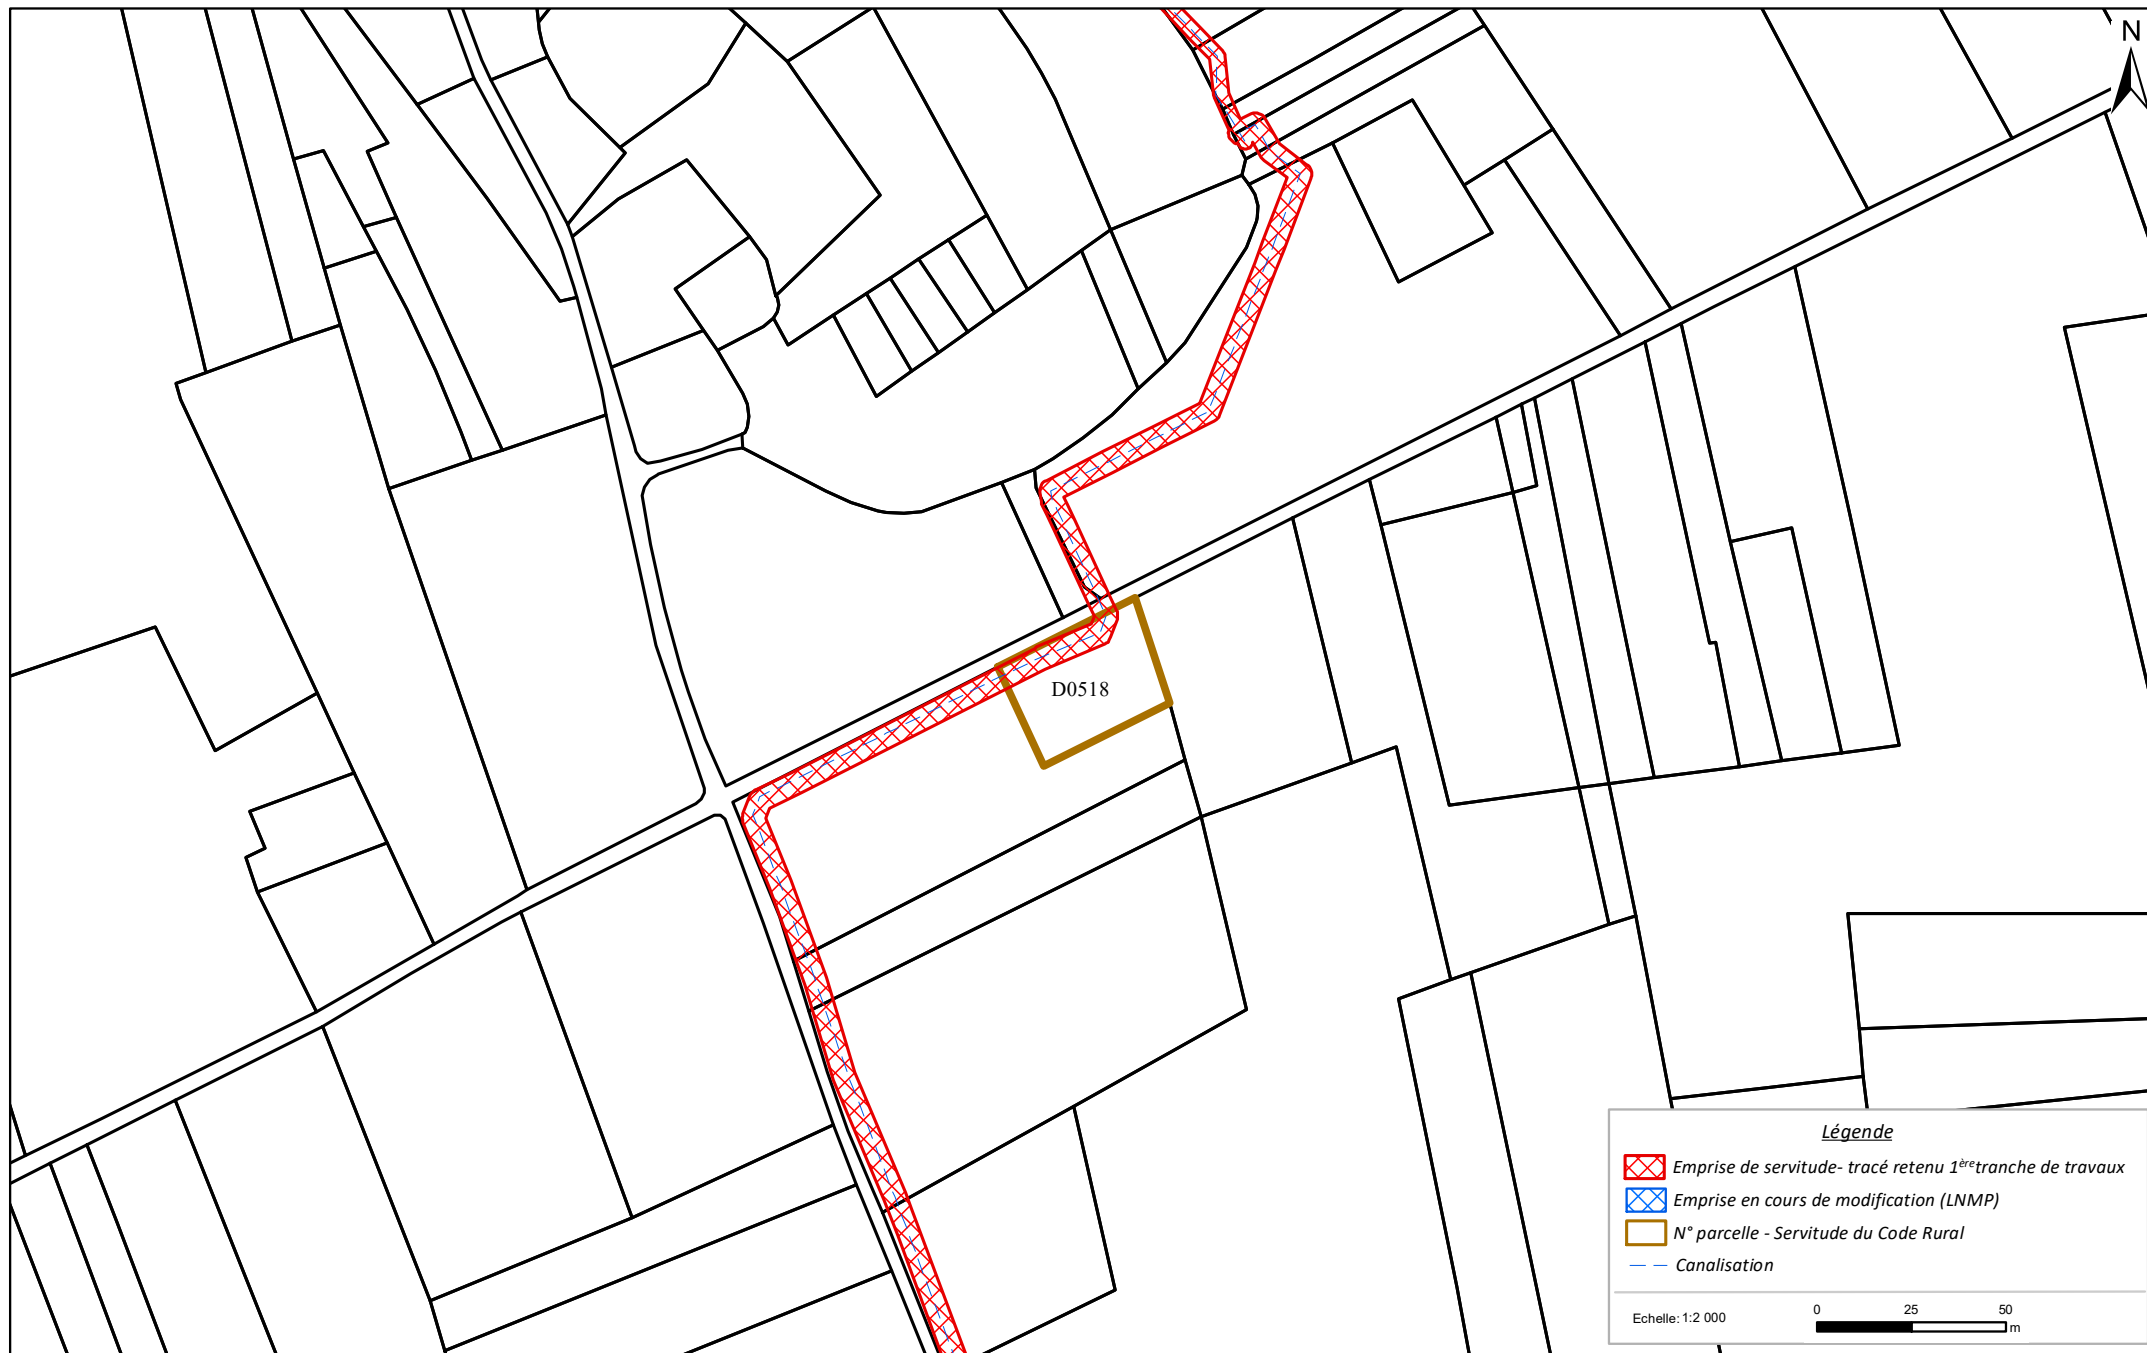 N
D0518
Légende
Emprise de servitude- tracé retenu 1ère tranche de travaux
Emprise en cours de modification (LNMP)
N° parcelle - Servitude du Code Rural
Canalisation
Echelle: 1:2 000
0 25 50
m